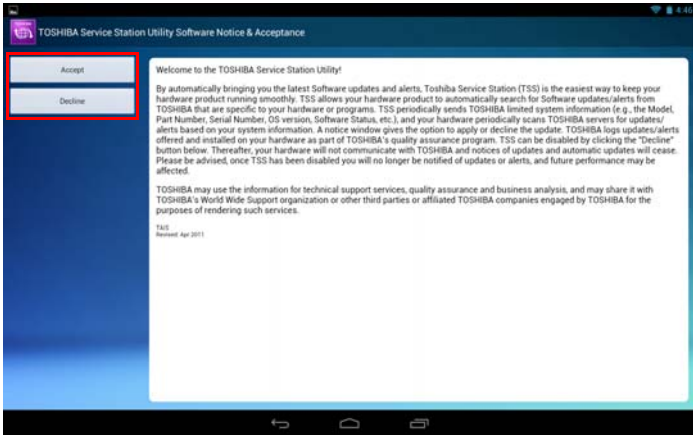 4:46
TOSHIBA Service Station Utility Software Notice & Acceptance
Accept
Decline
Welcome to the TOSHIBA Service Station Utility!
By automatically bringing you the latest Software updates and alerts, Toshiba Service Station (TSS) is the easiest way to keep your
hardware product running smoothly. TSS allows your hardware product to automatically search for Software updates/alerts from
TOSHIBA that are specific to your hardware or programs. TSS periodically sends TOSHIBA limited system information (e.g., the Model,
Part Number, Serial Number, OS version, Software Status, etc.), and your hardware periodically scans TOSHIBA servers for updates/
alerts based on your system information. A notice window gives the option to apply or decline the update. TOSHIBA logs updates/alerts
offered and installed on your hardware as part of TOSHIBA's quality assurance program. TSS can be disabled by clicking the "Decline"
button below. Thereafter, your hardware will not communicate with TOSHIBA and notices of updates and automatic updates will cease.
Please be advised, once TSS has been disabled you will no longer be notified of updates or alerts, and future performance may be
affected.
TOSHIBA may use the information for technical support services, quality assurance and business analysis, and may share it with
TOSHIBA's World Wide Support organization or other third parties or affiliated TOSHIBA companies engaged by TOSHIBA for the
purposes of rendering such services.
TAIS
Revised: Apr 2011